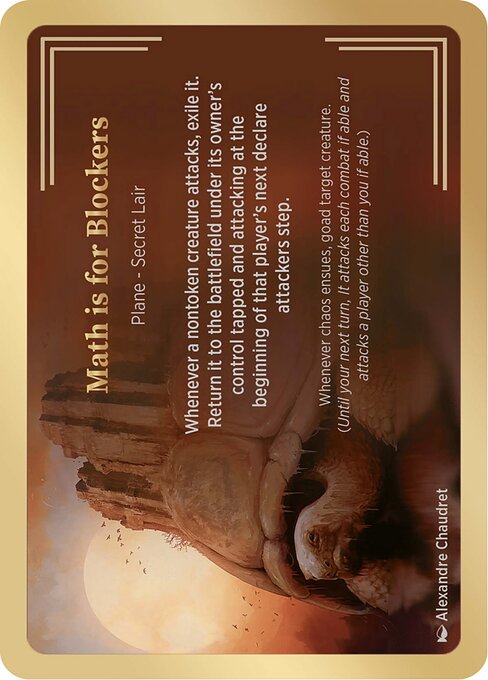 Math is for Blockers
Plane - Secret Lair
Whenever a nontoken creature attacks, exile it.
Return it to the battlefield under its owner's
control tapped and attacking at the
beginning of that player's next declare
attackers step.
Whenever chaos ensues, goad target creature.
(Until your next turn, It attacks each combat if able and
attacks a player other than you if able.)
Alexandre Chaudret